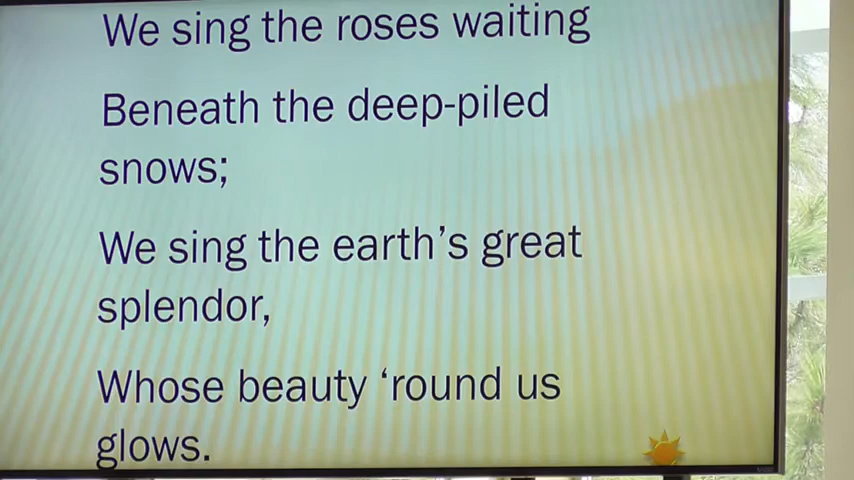 We sing the roses waiting
Beneath the deep-piled
snows;
We sing the earth’s great
splendor,
Whose beauty ‘round us
glows.